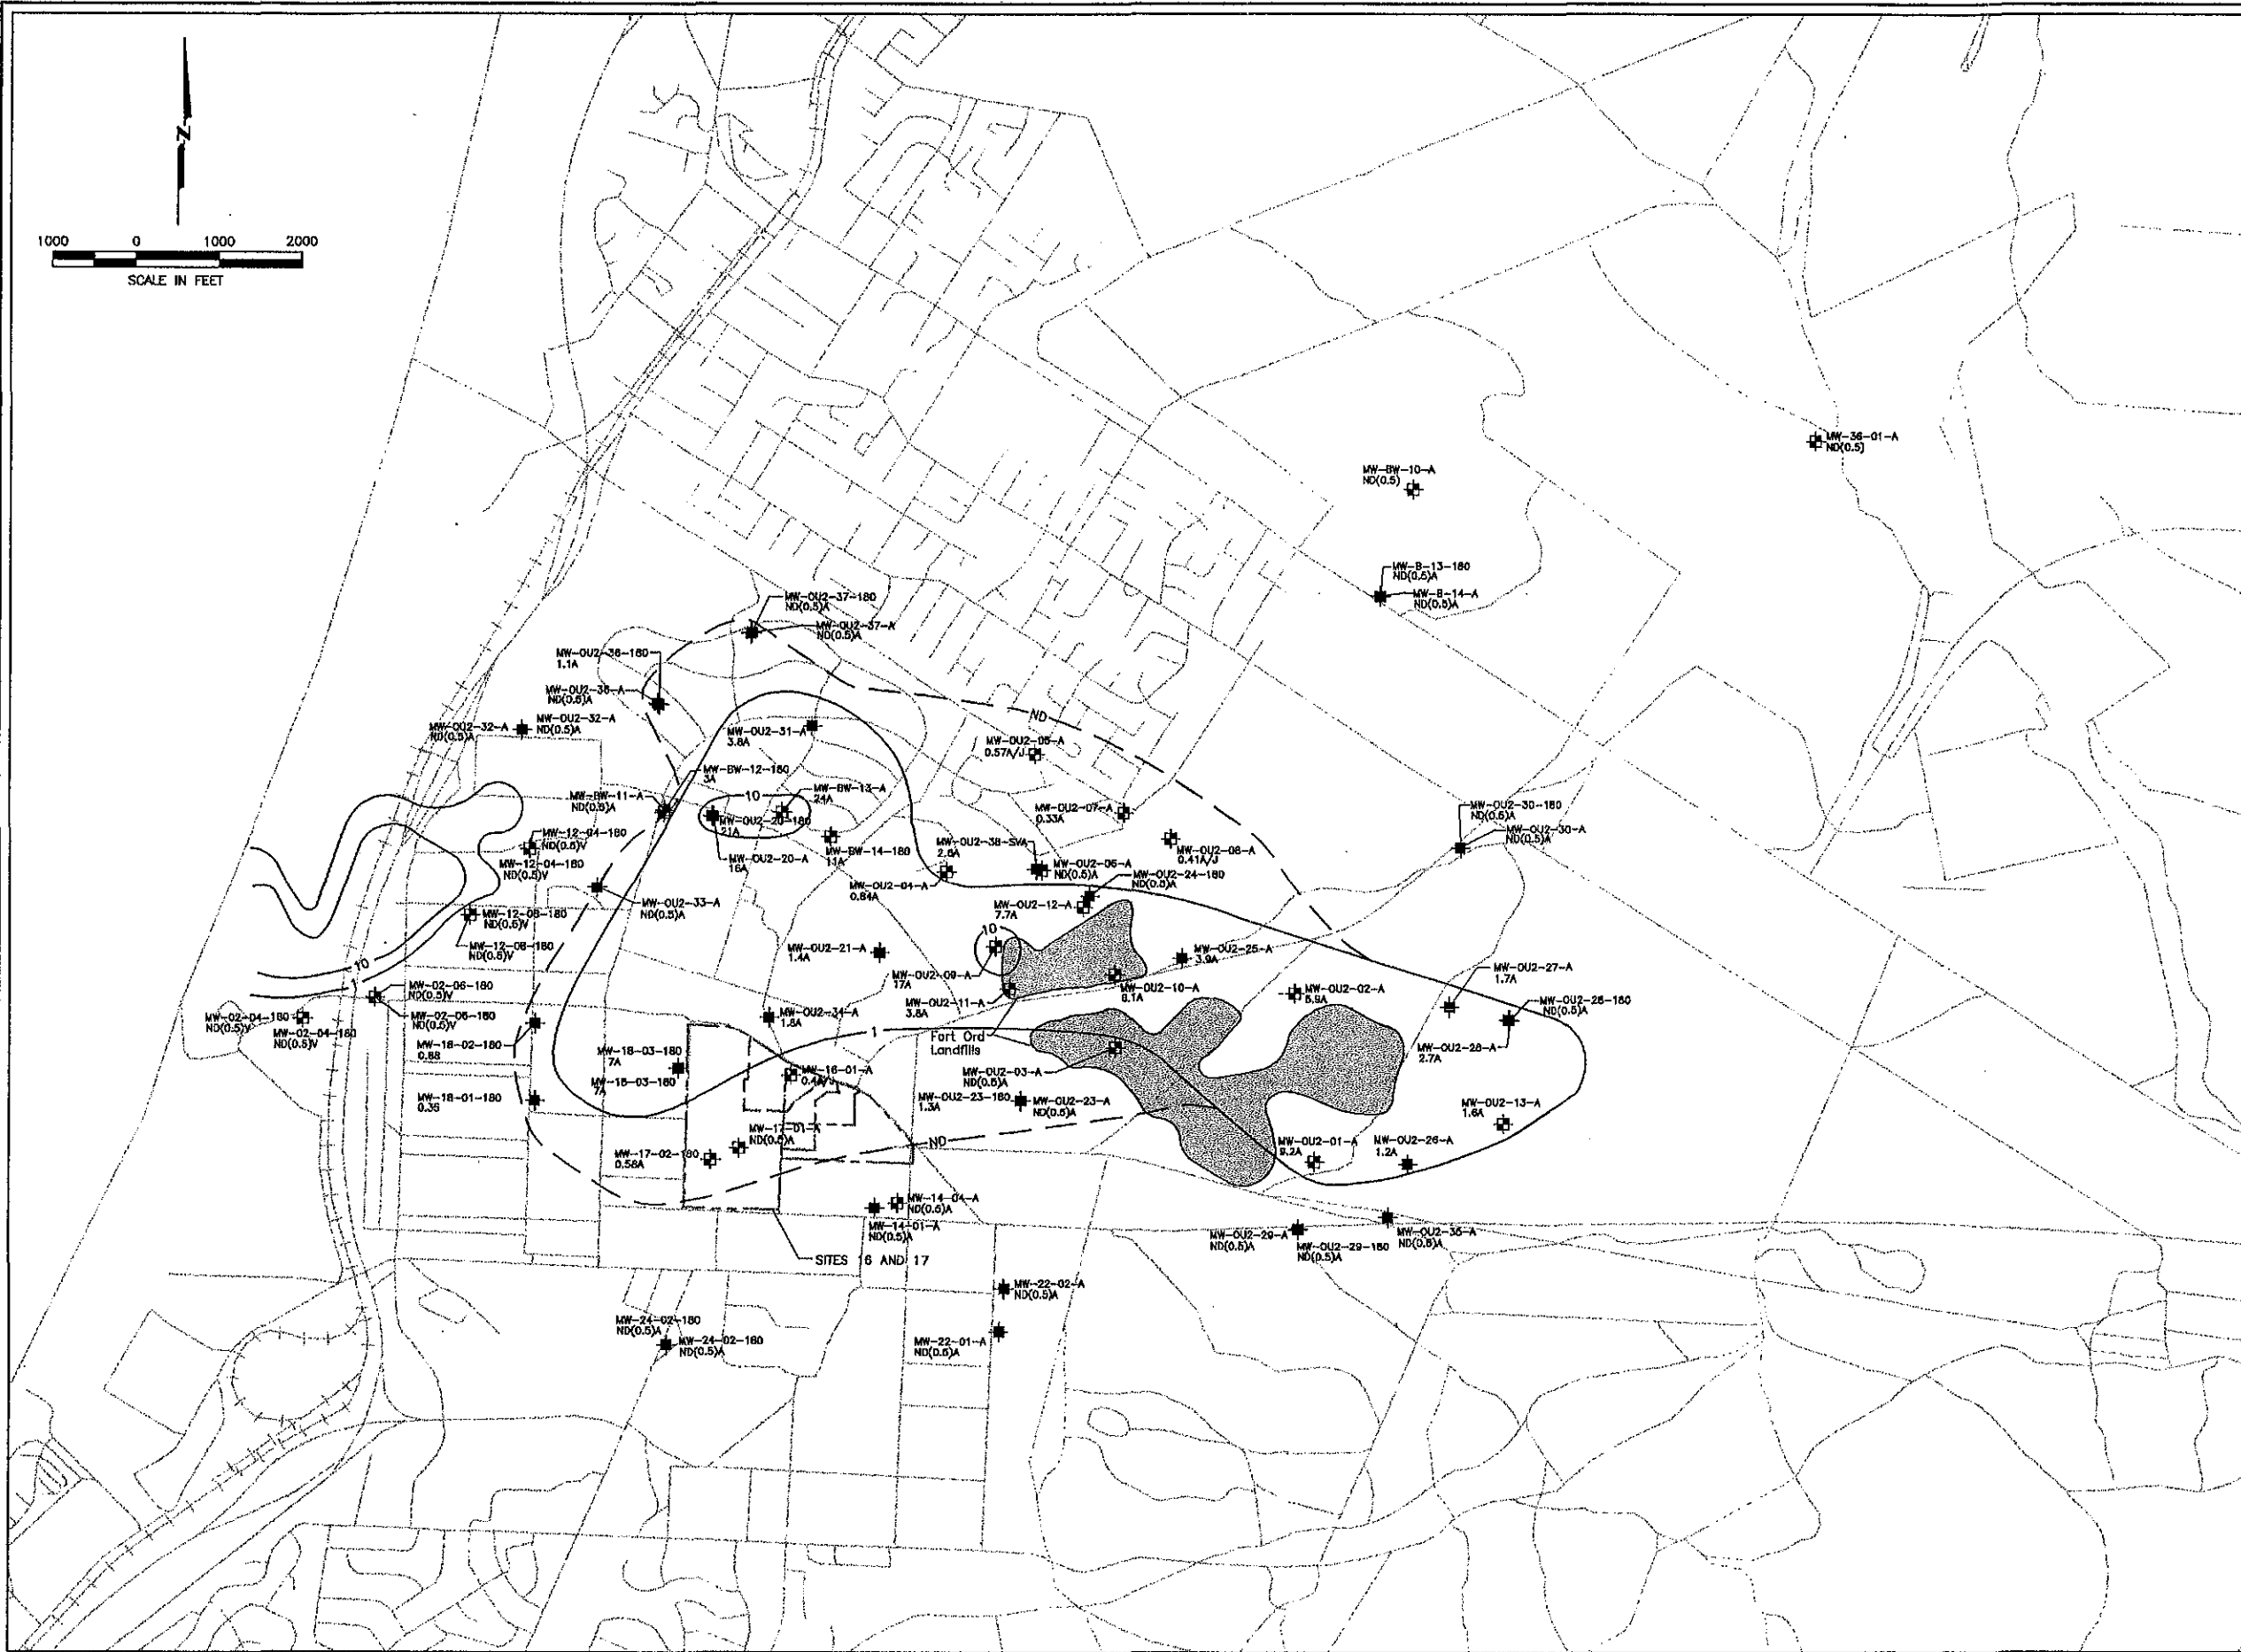 N
1000 0 1000 2000
SCALE IN FEET
MW-36-01-A
ND(0.5)
MW-BW-10-A
ND(0.5)
MW-B-13-180
ND(0.5)A
MW-B-14-A
ND(0.5)A
MW-OU2-37-180
ND(0.5)A
MW-OU2-37-A
ND(0.5)A
MW-OU2-36-180
1.1A
MW-OU2-36-A
ND(0.5)A
MW-OU2-32-A
ND(0.5)A
MW-OU2-32-A
ND(0.5)A
MW-OU2-31-A
3.8A
ND
MW-OU2-05-A
0.57A/J
MW-BW-12-180
3A
MW-BW-11-A
ND(0.5)A
10
MW-BW-13-A
24A
MW-OU2-20-180
21A
MW-OU2-20-A
16A
MW-BW-14-180
11A
MW-OU2-07-A
0.33A
MW-OU2-08-A
0.41A/J
MW-OU2-30-180
ND(0.5)A
MW-OU2-30-A
ND(0.5)A
MW-12-04-180
ND(0.5)V
MW-12-04-180
ND(0.5)V
MW-OU2-38-SVA
2.6A
MW-OU2-06-A
ND(0.5)A
MW-OU2-24-180
ND(0.5)A
MW-OU2-04-A
0.84A
MW-OU2-33-A
ND(0.5)A
MW-OU2-12-A
7.7A
MW-12-08-180
ND(0.5)V
MW-12-08-180
ND(0.5)V
10
MW-OU2-21-A
1.4A
MW-OU2-25-A
3.9A
MW-OU2-09-A
17A
10
1
MW-OU2-27-A
1.7A
MW-02-06-180
ND(0.5)V
MW-02-06-180
ND(0.5)V
MW-02-04-180
ND(0.5)V
MW-02-04-180
ND(0.5)V
MW-OU2-11-A
3.8A
MW-OU2-10-A
8.1A
MW-OU2-02-A
5.9A
MW-OU2-28-180
ND(0.5)A
MW-OU2-34-A
1.8A
1
Fort Ord
Landfills
MW-18-02-180
0.88
MW-OU2-28-A
2.7A
MW-18-03-180
7A
MW-18-03-180
7A
MW-16-01-A
MW-OU2-03-A
ND(0.5)A
MW-18-01-180
0.35
MW-OU2-23-180
1.3A
MW-OU2-23-A
ND(0.5)A
MW-OU2-13-A
1.6A
MW-17-01-A
ND(0.5)A
ND
MW-17-02-180
0.58A
MW-OU2-01-A
9.2A
MW-OU2-26-A
1.2A
MW-14-04-A
ND(0.5)A
MW-14-01-A
ND(0.5)A
MW-OU2-29-A
ND(0.5)A
MW-OU2-29-180
ND(0.5)A
MW-OU2-35-A
ND(0.5)A
SITES 16 AND 17
MW-22-02-A
ND(0.5)A
MW-24-02-180
ND(0.5)A
MW-24-02-180
ND(0.5)A
MW-22-01-A
ND(0.5)A